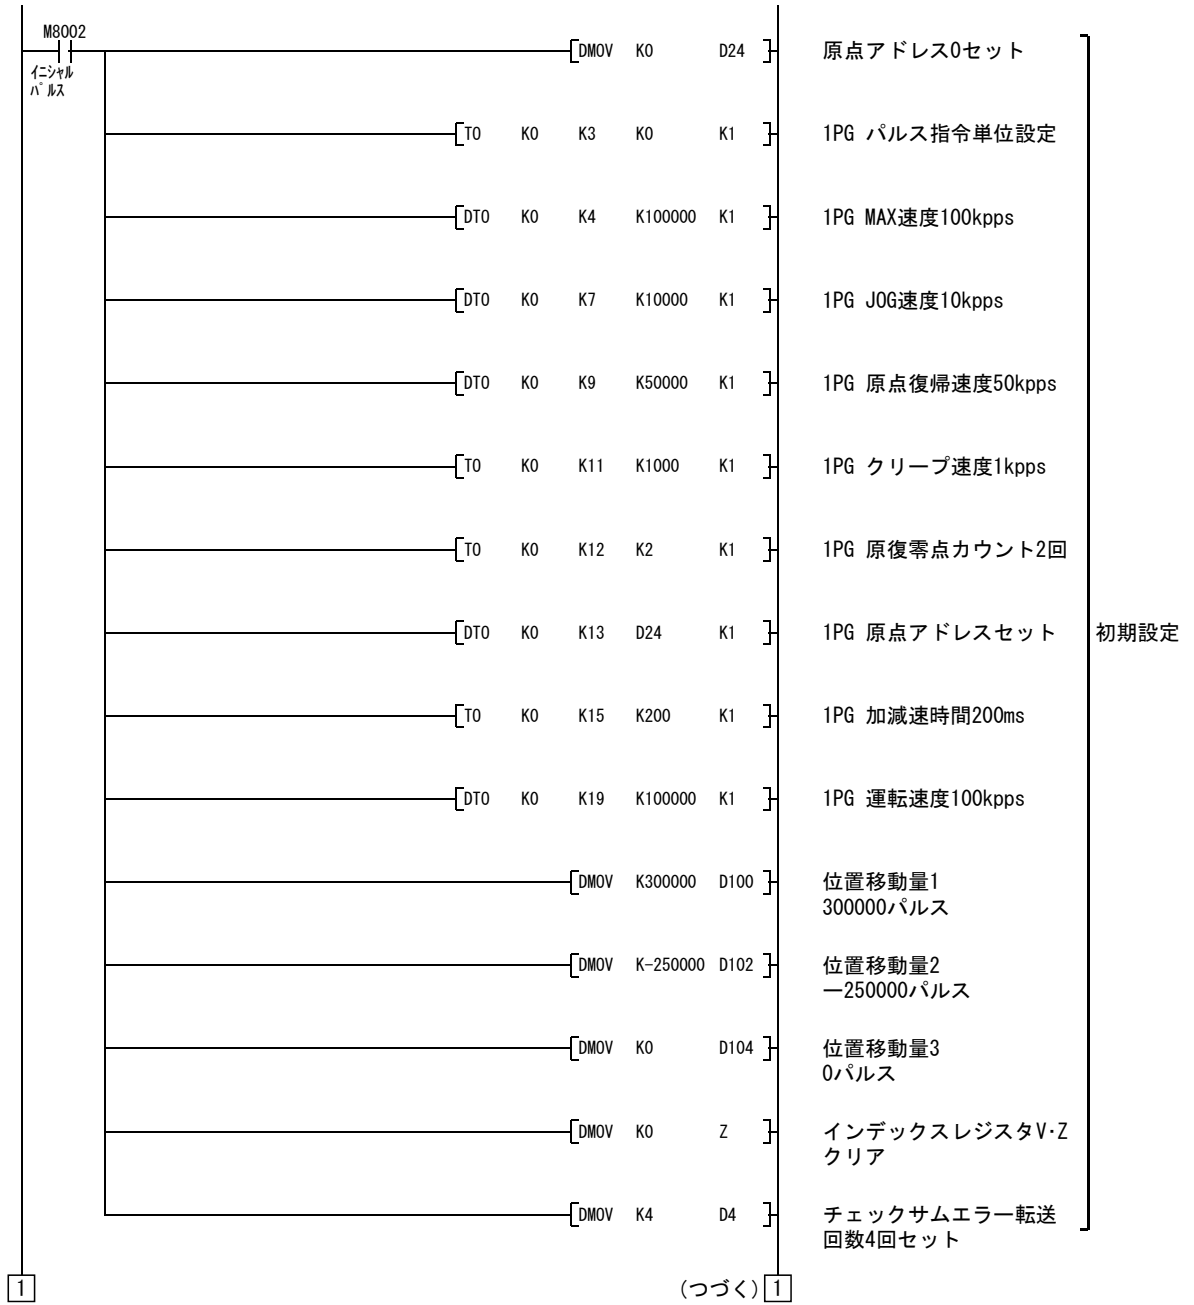 M8002
イニシャル
パルス
DMOV K0 D24 原点アドレス0セット
TO K0 K3 K0 K1 1PG パルス指令単位設定
DTO K0 K4 K100000 K1 1PG MAX速度100kpps
DTO K0 K7 K10000 K1 1PG JOG速度10kpps
DTO K0 K9 K50000 K1 1PG 原点復帰速度50kpps
TO K0 K11 K1000 K1 1PG クリープ速度1kpps
TO K0 K12 K2 K1 1PG 原復零点カウント2回
DTO K0 K13 D24 K1 1PG 原点アドレスセット 初期設定
TO K0 K15 K200 K1 1PG 加減速時間200ms
DTO K0 K19 K100000 K1 1PG 運転速度100kpps
DMOV K300000 D100 位置移動量1
300000パルス
DMOV K-250000 D102 位置移動量2
ー250000パルス
DMOV K0 D104 位置移動量3
0パルス
DMOV K0 Z インデックスレジスタV・Z
クリア
DMOV K4 D4 チェックサムエラー転送
回数4回セット
1 (つづく) 1